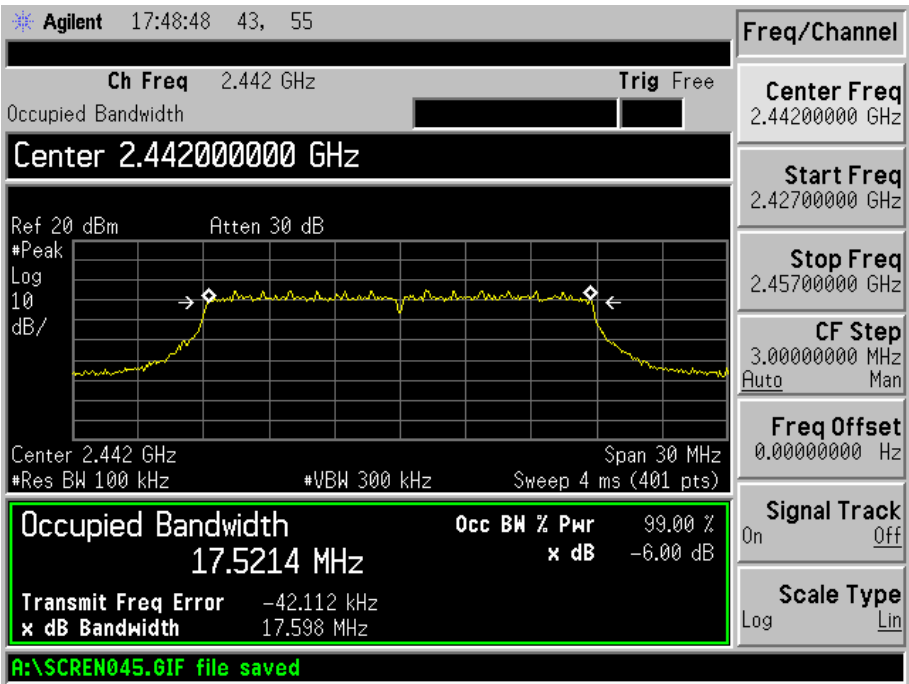 Agilent 17:48:48 43, 55
Freq/Channel
Ch Freq 2.442 GHz Trig Free
Occupied Bandwidth
Center 2.442000000 GHz
Ref 20 dBm Atten 30 dB
#Peak
Log
10
dB/
Center 2.442 GHz Span 30 MHz
#Res BW 100 kHz #VBW 300 kHz Sweep 4 ms (401 pts)
Occupied Bandwidth Occ BW % Pwr 99.00 %
17.5214 MHz x dB -6.00 dB
Transmit Freq Error -42.112 kHz
x dB Bandwidth 17.598 MHz
A:\SCREN045.GIF file saved
Center Freq
2.44200000 GHz
Start Freq
2.42700000 GHz
Stop Freq
2.45700000 GHz
CF Step
3.00000000 MHz
Auto Man
Freq Offset
0.00000000 Hz
Signal Track
On Off
Scale Type
Log Lin